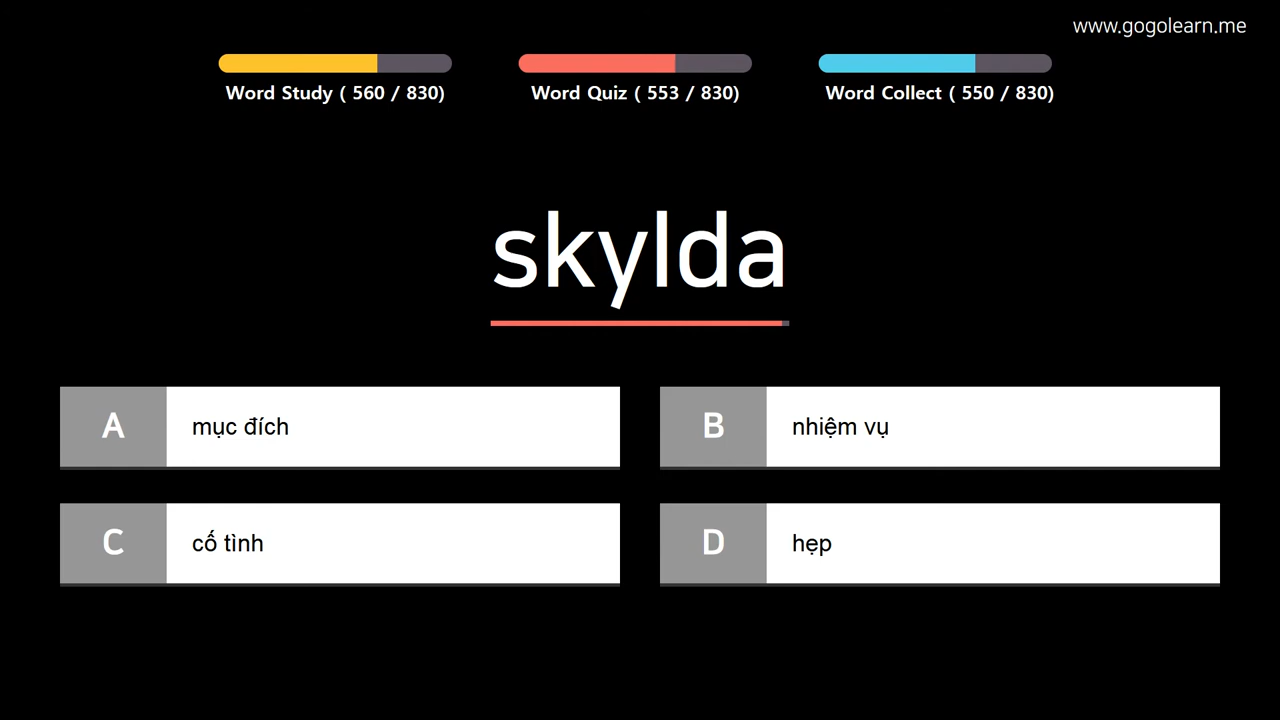 www.gogolearn.me
Word Study ( 560 / 830)
Word Quiz ( 553 / 830)
Word Collect ( 550 / 830)
skylda
A
mục đích
B
nhiệm vụ
C
cố tình
D
hẹp